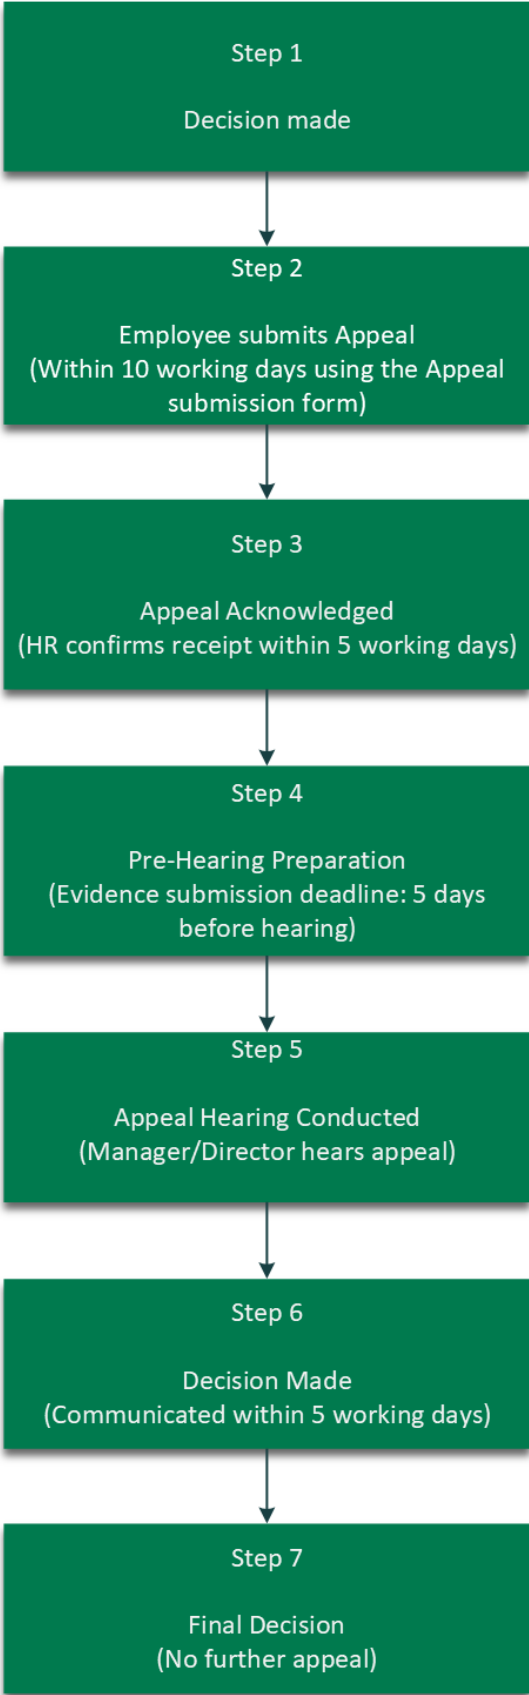 Step 1
Decision made
Step 2
Employee submits Appeal
(Within 10 working days using the Appeal
submission form)
Step 3
Appeal Acknowledged
(HR confirms receipt within 5 working days)
Step 4
Pre-Hearing Preparation
(Evidence submission deadline: 5 days
before hearing)
Step 5
Appeal Hearing Conducted
(Manager/Director hears appeal)
Step 6
Decision Made
(Communicated within 5 working days)
Step 7
Final Decision
(No further appeal)